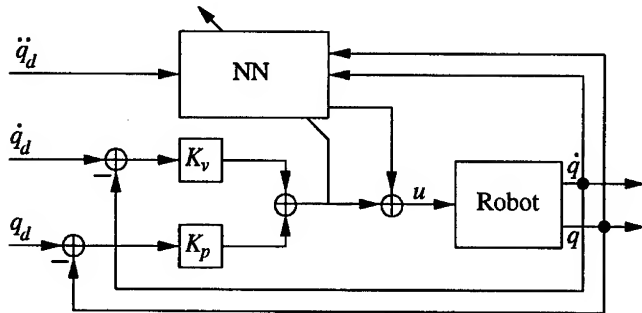 q̈_d
NN
q̇_d
K_v
q̇
u
Robot
q_d
K_p
q